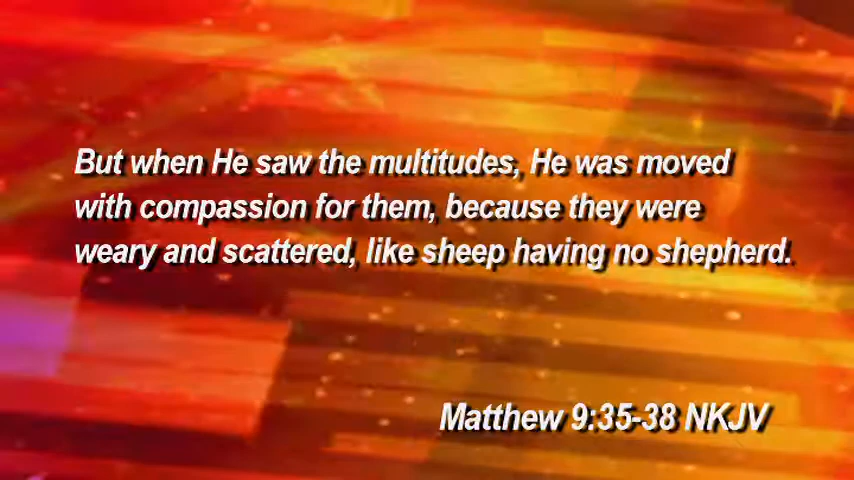 But when He saw the multitudes, He was moved
with compassion for them, because they were
weary and scattered, like sheep having no shepherd.
Matthew 9:35-38 NKJV